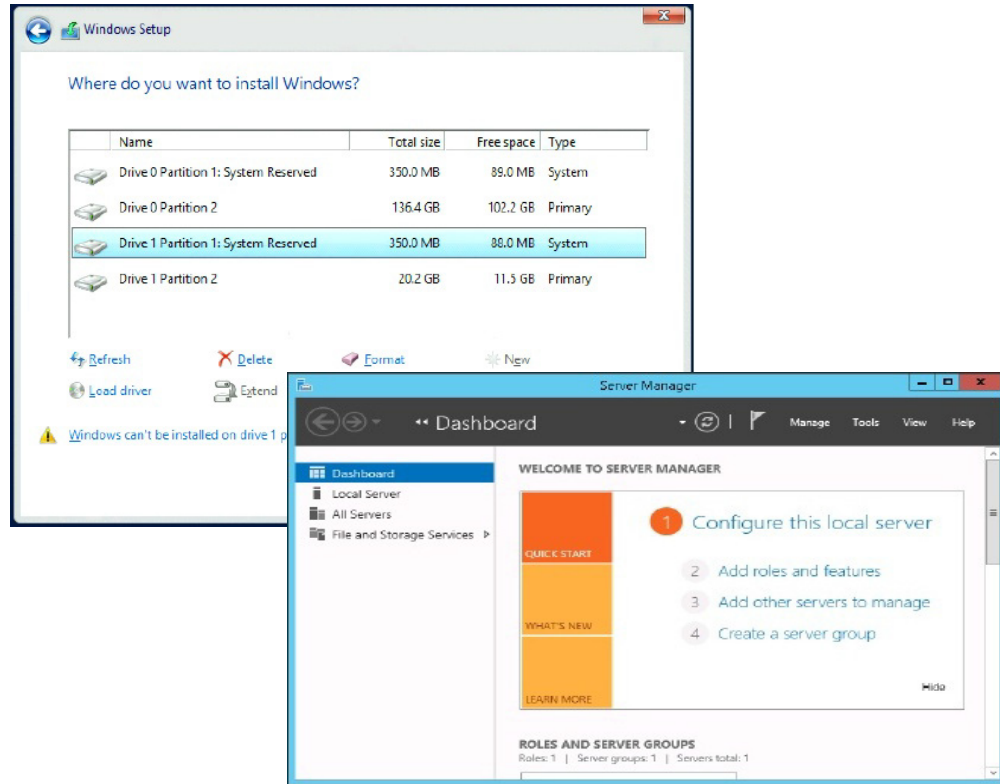 Windows Setup
Where do you want to install Windows?
Name Total size Free space Type
Drive 0 Partition 1: System Reserved 350.0 MB 89.0 MB System
Drive 0 Partition 2 136.4 GB 102.2 GB Primary
Drive 1 Partition 1: System Reserved 350.0 MB 88.0 MB System
Drive 1 Partition 2 20.2 GB 11.5 GB Primary
Refresh Delete Format New
Load driver Extend
Windows can't be installed on drive 1 p
Server Manager
Dashboard
Manage Tools View Help
Dashboard
Local Server
All Servers
File and Storage Services
WELCOME TO SERVER MANAGER
QUICK START
WHAT'S NEW
LEARN MORE
1 Configure this local server
2 Add roles and features
3 Add other servers to manage
4 Create a server group
Hide
ROLES AND SERVER GROUPS
Roles: 1 | Server groups: 1 | Servers total: 1